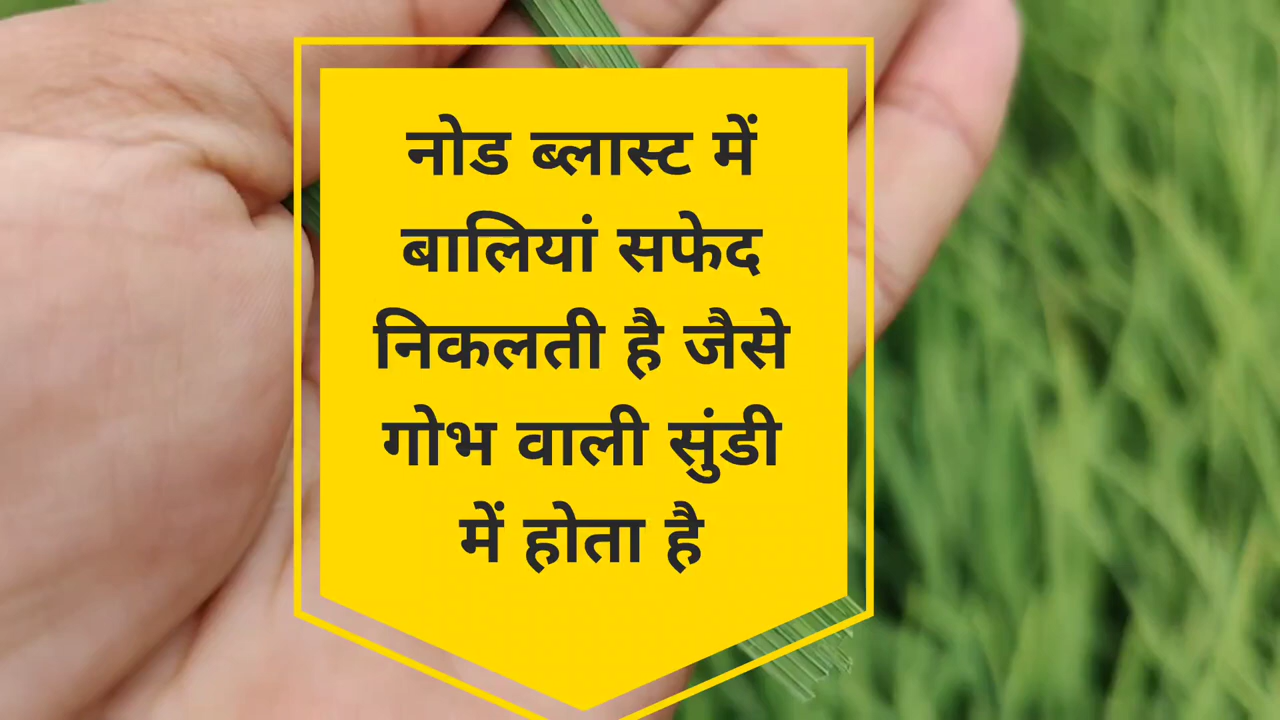 नोड ब्लास्ट में
बालियां सफेद
निकलती है जैसे
गोभ वाली सुंडी
में होता है